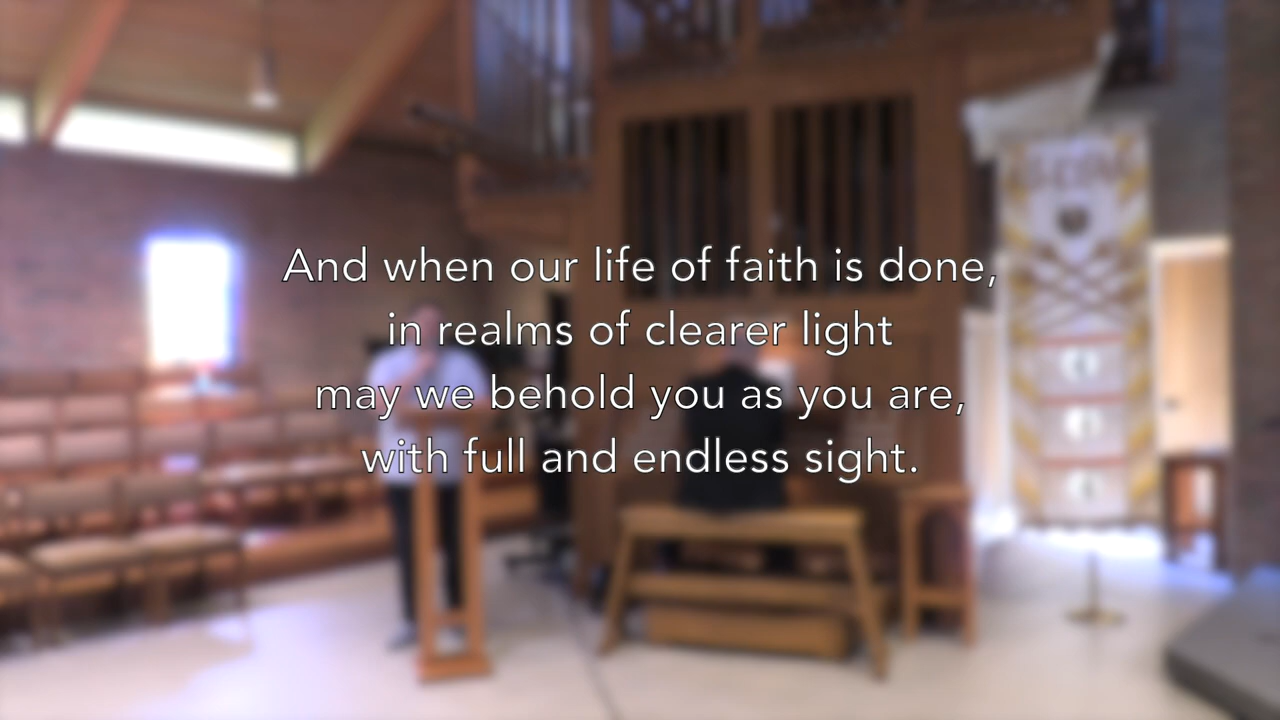 And when our life of faith is done,
in realms of clearer light
may we behold you as you are,
with full and endless sight.